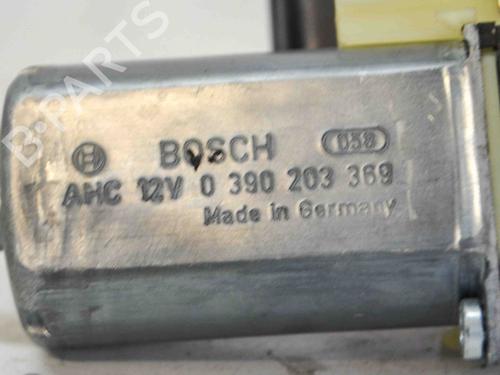 BOSCH 058
AHC 12V 0 390 203 369
Made in Germany
B-PARTS